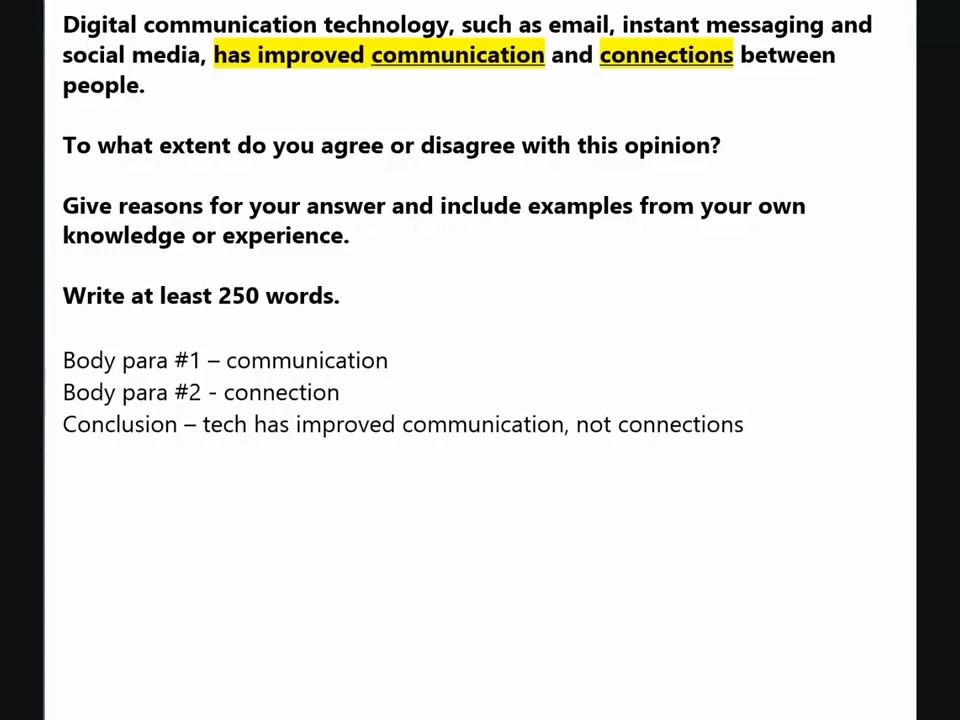 Digital communication technology, such as email, instant messaging and
social media, has improved communication and connections between
people.
To what extent do you agree or disagree with this opinion?
Give reasons for your answer and include examples from your own
knowledge or experience.
Write at least 250 words.
Body para #1 – communication
Body para #2 - connection
Conclusion – tech has improved communication, not connections